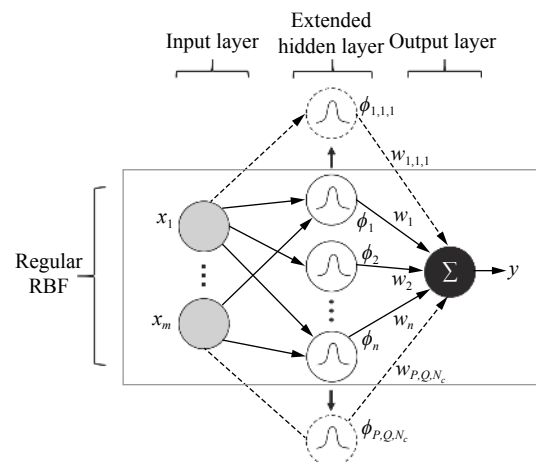 Input layer
Extended
hidden layer
Output layer
ϕ1,1,1
w1,1,1
x1
ϕ1
w1
Regular
RBF
ϕ2
w2
Σ
y
xm
ϕn
wn
wP,Q,Nc
ϕP,Q,Nc